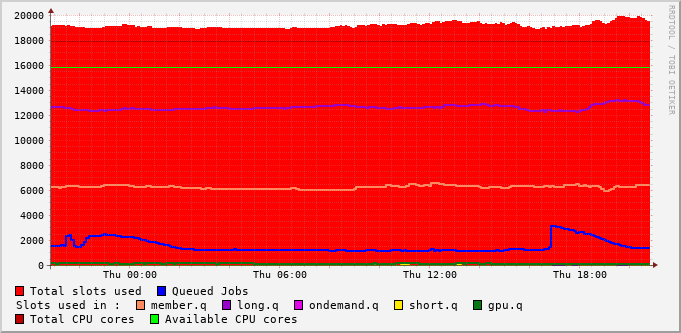 20000
18000
16000
14000
12000
10000
8000
6000
4000
2000
0
Thu 00:00 Thu 06:00 Thu 12:00 Thu 18:00
RRDTOOL / TOBI OETIKER
Total slots used Queued Jobs
Slots used in : member.q long.q ondemand.q short.q gpu.q
Total CPU cores Available CPU cores